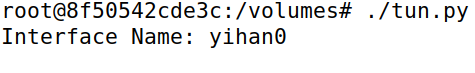 root@8f50542cde3c:/volumes# ./tun.py
Interface Name: yihan0